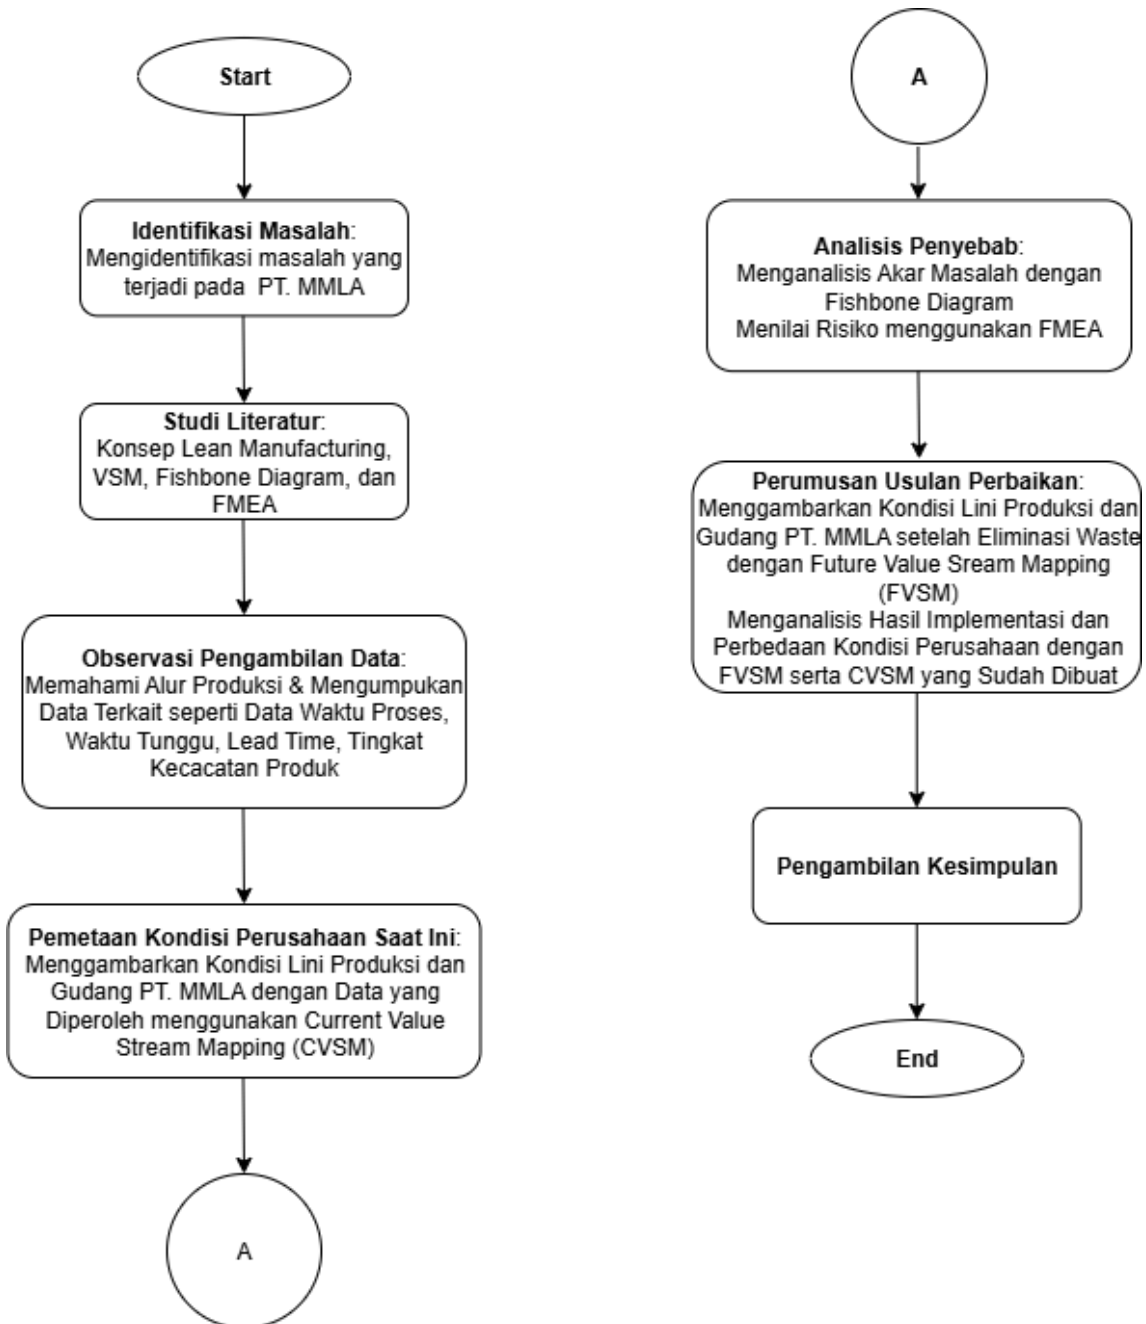 Start
Identifikasi Masalah:
Mengidentifikasi masalah yang
terjadi pada PT. MMLA
Studi Literatur:
Konsep Lean Manufacturing,
VSM, Fishbone Diagram, dan
FMEA
Observasi Pengambilan Data:
Memahami Alur Produksi & Mengumpukan
Data Terkait seperti Data Waktu Proses,
Waktu Tunggu, Lead Time, Tingkat
Kecacatan Produk
Pemetaan Kondisi Perusahaan Saat Ini:
Menggambarkan Kondisi Lini Produksi dan
Gudang PT. MMLA dengan Data yang
Diperoleh menggunakan Current Value
Stream Mapping (CVSM)
A
A
Analisis Penyebab:
Menganalisis Akar Masalah dengan
Fishbone Diagram
Menilai Risiko menggunakan FMEA
Perumusan Usulan Perbaikan:
Menggambarkan Kondisi Lini Produksi dan
Gudang PT. MMLA setelah Eliminasi Waste
dengan Future Value Sream Mapping
(FVSM)
Menganalisis Hasil Implementasi dan
Perbedaan Kondisi Perusahaan dengan
FVSM serta CVSM yang Sudah Dibuat
Pengambilan Kesimpulan
End